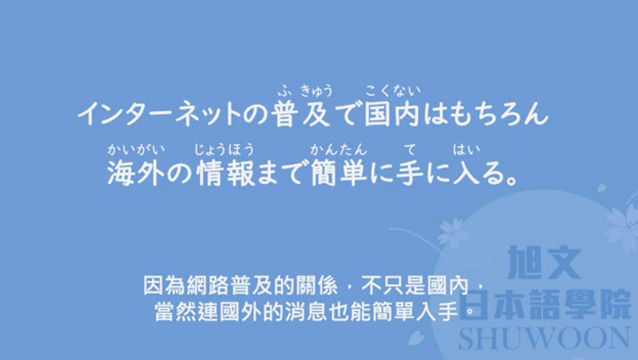 ふ きゅう こくない
インターネットの普及で国内はもちろん
かいがい じょうほう かんたん て はい
海外の情報まで簡単に手に入る。
因為網路普及的關係，不只是國內，
當然連國外的消息也能簡單入手。
旭文
日本語學院
SHUWOON